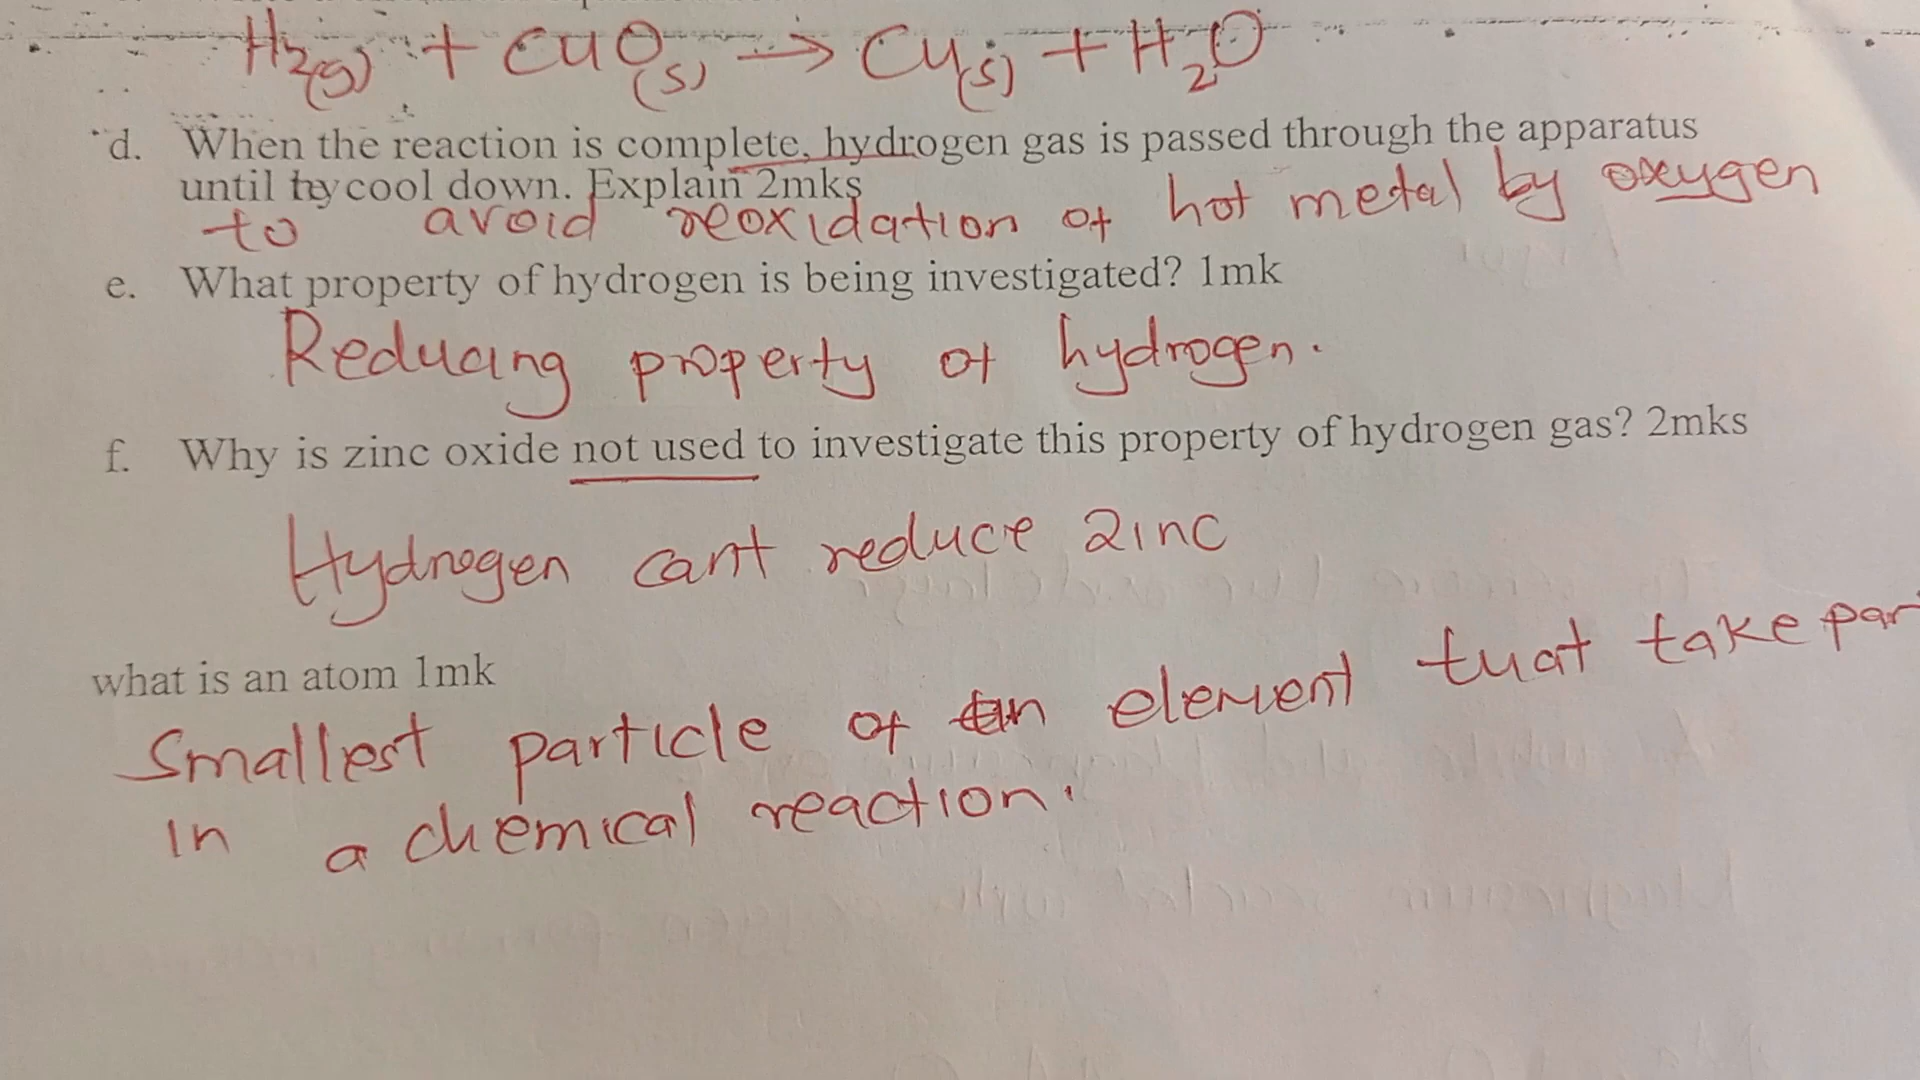 H2(g) + CuO(s) → Cu(s) + H2O
d. When the reaction is complete, hydrogen gas is passed through the apparatus
until hey cool down. Explain 2mks
to avoid reoxidation of hot metal by oxygen
e. What property of hydrogen is being investigated? 1mk
Reducing property of hydrogen.
f. Why is zinc oxide not used to investigate this property of hydrogen gas? 2mks
Hydrogen cant reduce zinc
what is an atom 1mk
Smallest particle of an element that take par
in a chemical reaction.